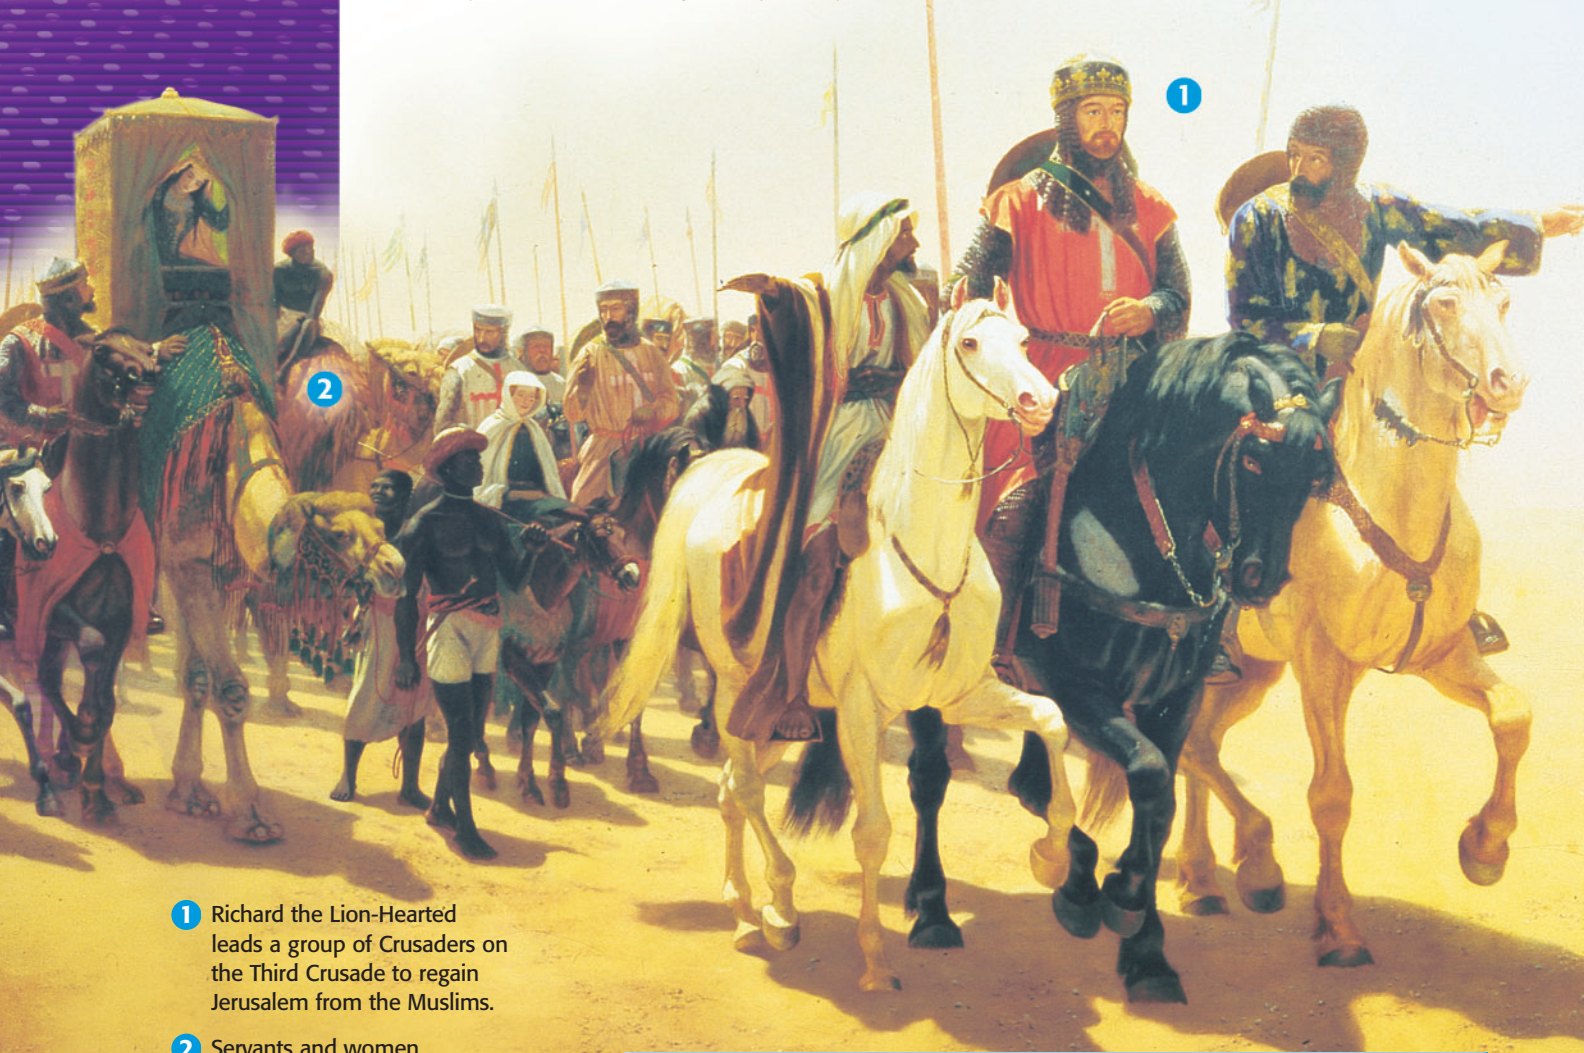 1
2
1 Richard the Lion-Hearted
leads a group of Crusaders on
the Third Crusade to regain
Jerusalem from the Muslims.
2 Servants and women